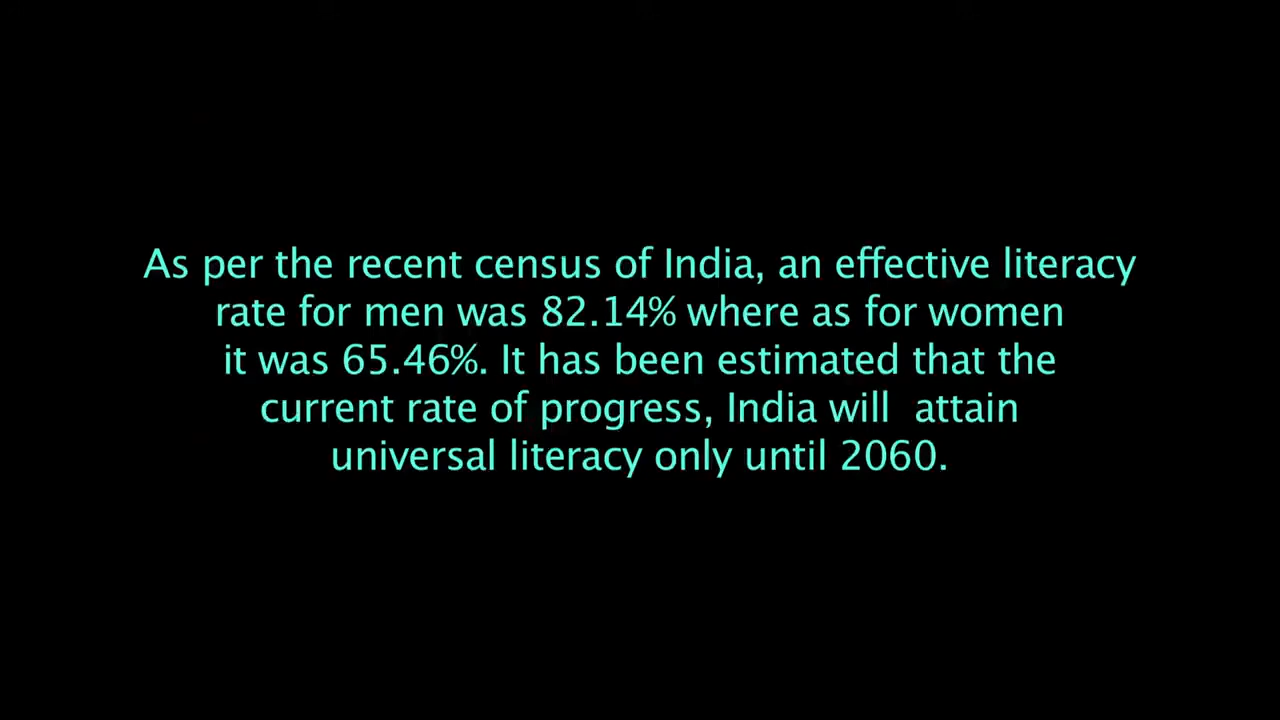 As per the recent census of India, an effective literacy
rate for men was 82.14% where as for women
it was 65.46%. It has been estimated that the
current rate of progress, India will  attain
universal literacy only until 2060.